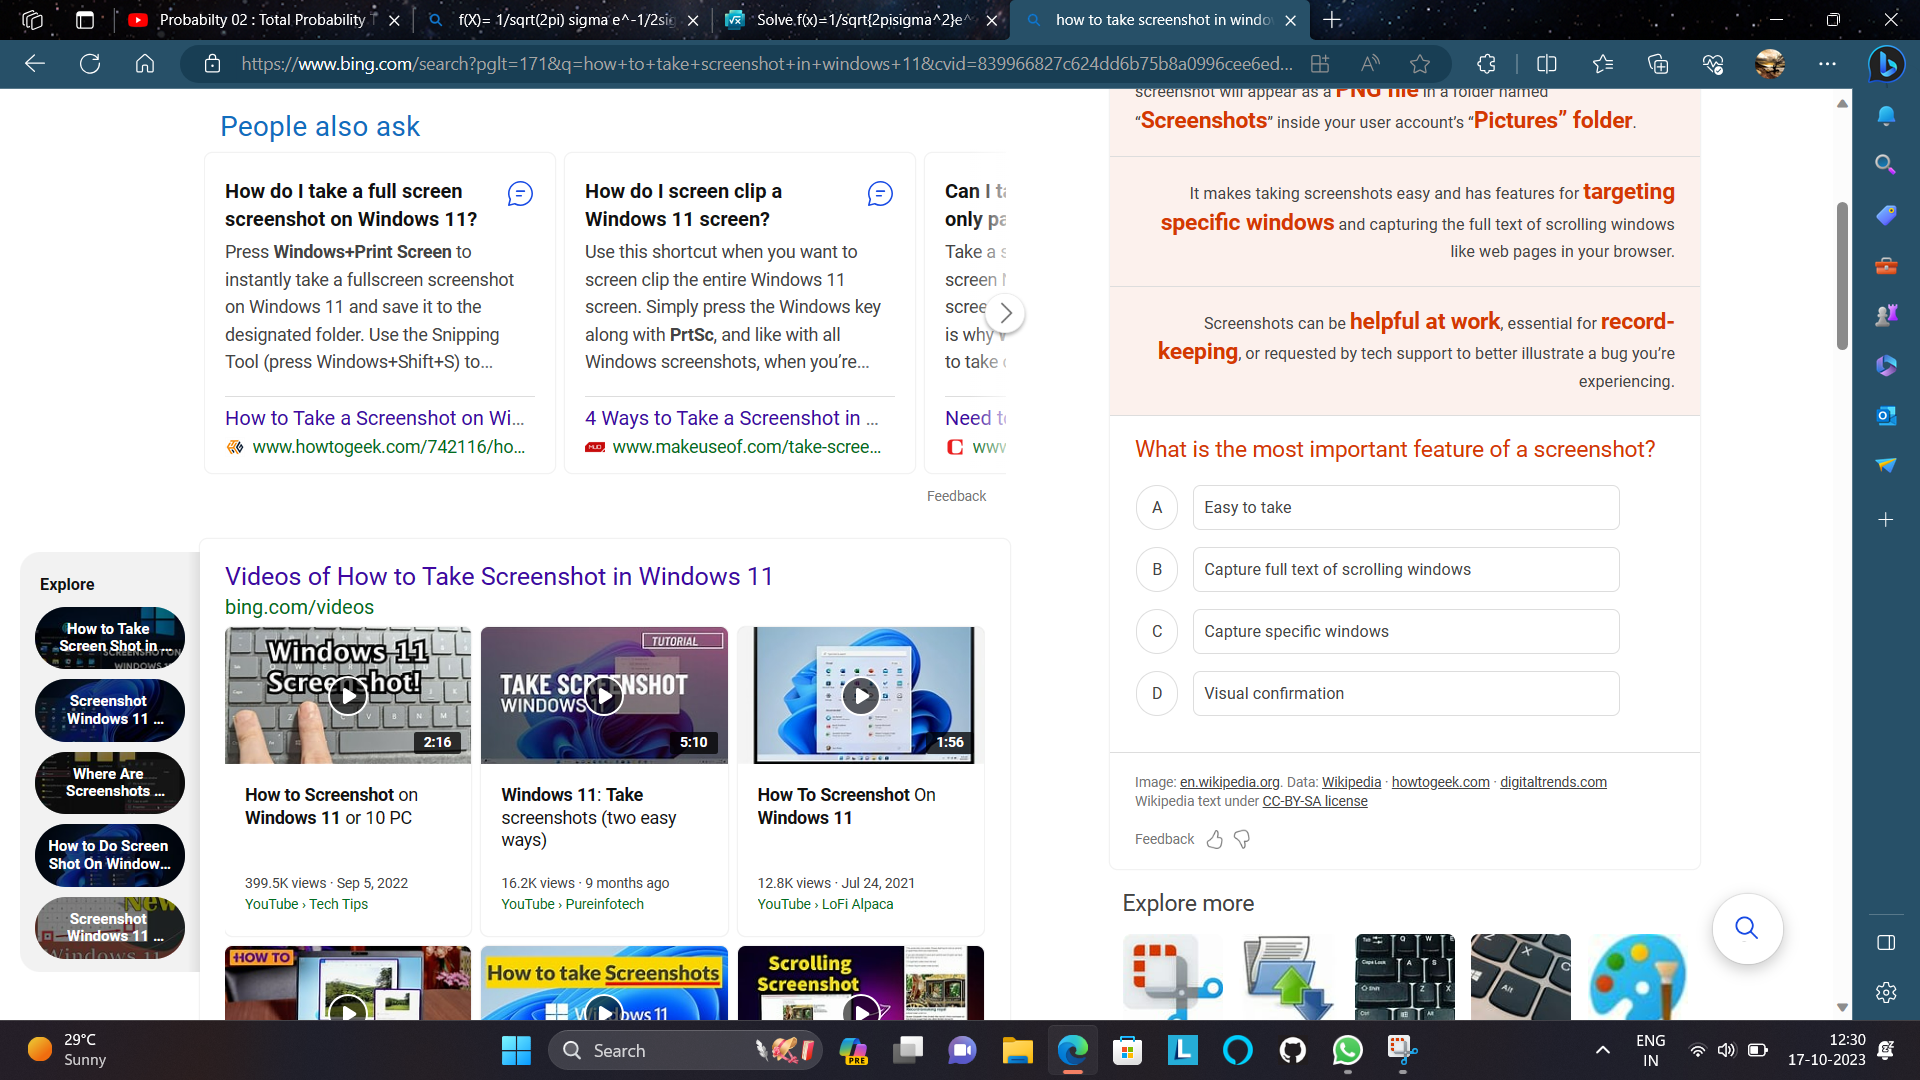 Probabilty 02 : Total Probability
f(X)= 1/sqrt(2pi) sigma e^-1/2sig
Solve.f(x)=1/sqrt{2pisigma^2}e^
how to take screenshot in windo
https://www.bing.com/search?pglt=171&q=how+to+take+screenshot+in+windows+11&cvid=839966827c624dd6b75b8a0996cee6ed...
People also ask
How do I take a full screen
screenshot on Windows 11?
Press Windows+Print Screen to
instantly take a fullscreen screenshot
on Windows 11 and save it to the
designated folder. Use the Snipping
Tool (press Windows+Shift+S) to...
How to Take a Screenshot on Wi...
www.howtogeek.com/742116/ho...
How do I screen clip a
Windows 11 screen?
Use this shortcut when you want to
screen clip the entire Windows 11
screen. Simply press the Windows key
along with PrtSc, and like with all
Windows screenshots, when you're...
4 Ways to Take a Screenshot in ...
MUO
www.makeuseof.com/take-scree...
Can I ta
only pa
Take a s
screen
scree
is why
to take
Need t
www
Feedback
Explore
How to Take
Screen Shot in ...
Screenshot
Windows 11 ...
Where Are
Screenshots ...
How to Do Screen
Shot On Window...
Screenshot
Windows 11 ...
Videos of How to Take Screenshot in Windows 11
bing.com/videos
Windows 11
Screenshot!
2:16
How to Screenshot on
Windows 11 or 10 PC
399.5K views · Sep 5, 2022
YouTube › Tech Tips
TUTORIAL
TAKE SCREENSHOT
WINDOWS 11
5:10
Windows 11: Take
screenshots (two easy
ways)
16.2K views · 9 months ago
YouTube › Pureinfotech
1:56
How To Screenshot On
Windows 11
12.8K views · Jul 24, 2021
YouTube › LoFi Alpaca
HOW TO
How to take Screenshots
Windows 11
Scrolling
Screenshot
screenshot will appear as a PNG file in a folder named
“Screenshots” inside your user account’s “Pictures” folder.
It makes taking screenshots easy and has features for targeting
specific windows and capturing the full text of scrolling windows
like web pages in your browser.
Screenshots can be helpful at work, essential for record-
keeping, or requested by tech support to better illustrate a bug you’re
experiencing.
What is the most important feature of a screenshot?
A Easy to take
B Capture full text of scrolling windows
C Capture specific windows
D Visual confirmation
Image: en.wikipedia.org. Data: Wikipedia · howtogeek.com · digitaltrends.com
Wikipedia text under CC-BY-SA license
Feedback
Explore more
29°C
Sunny
Search
PRE
ENG
IN
12:30
17-10-2023